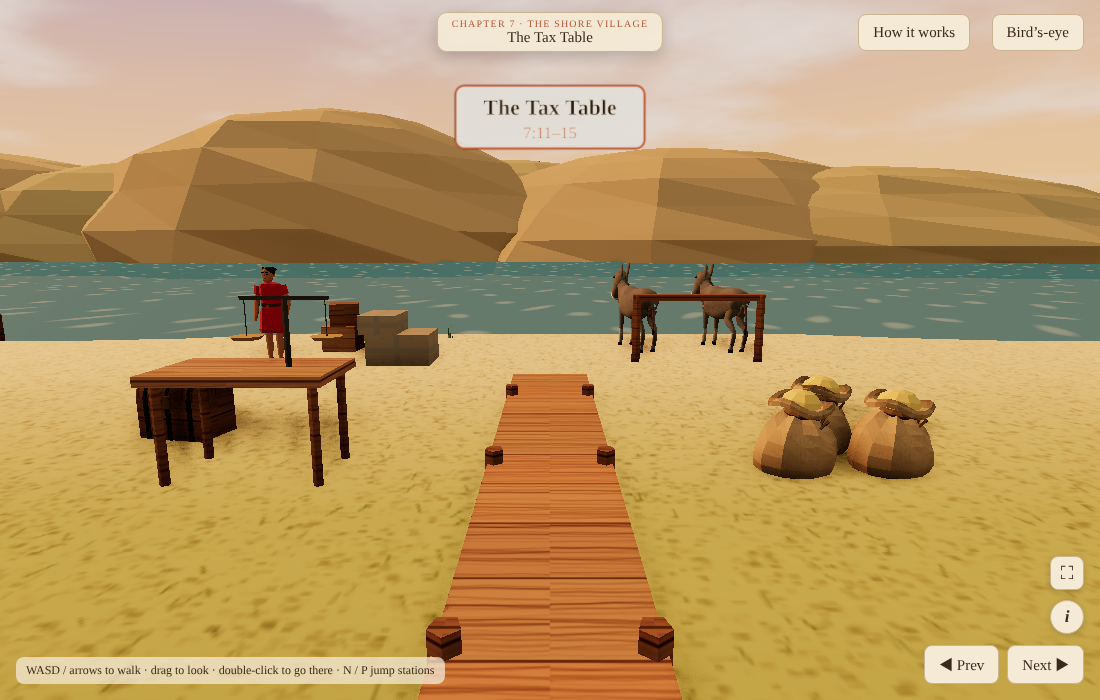 CHAPTER 7 · THE SHORE VILLAGE
The Tax Table
How it works
Bird's-eye
The Tax Table
7:11–15
i
WASD / arrows to walk · drag to look · double-click to go there · N / P jump stations
◀ Prev
Next ▶